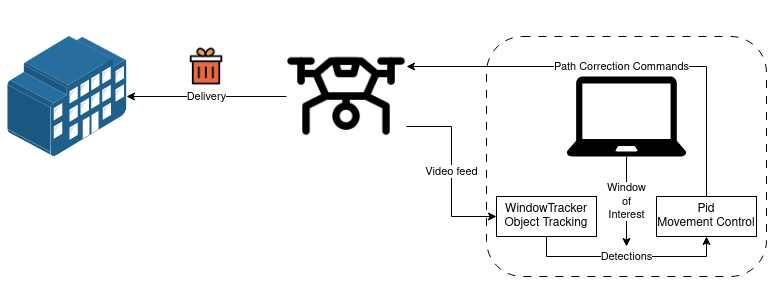 Path Correction Commands
Delivery
Video feed
Window
of
Interest
WindowTracker
Object Tracking
Pid
Movement Control
Detections